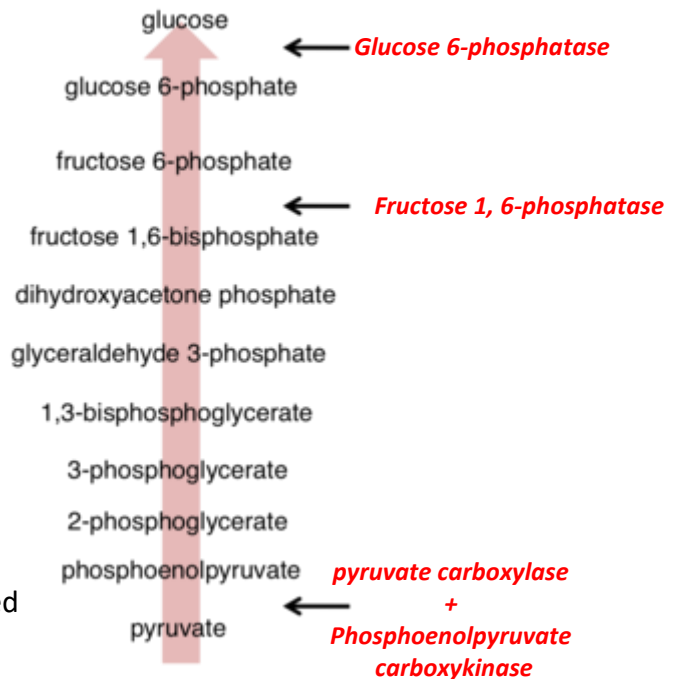 glucose
Glucose 6-phosphatase
glucose 6-phosphate
fructose 6-phosphate
Fructose 1, 6-phosphatase
fructose 1,6-bisphosphate
dihydroxyacetone phosphate
glyceraldehyde 3-phosphate
1,3-bisphosphoglycerate
3-phosphoglycerate
2-phosphoglycerate
phosphoenolpyruvate
pyruvate carboxylase
ed
+
pyruvate
Phosphoenolpyruvate
carboxykinase